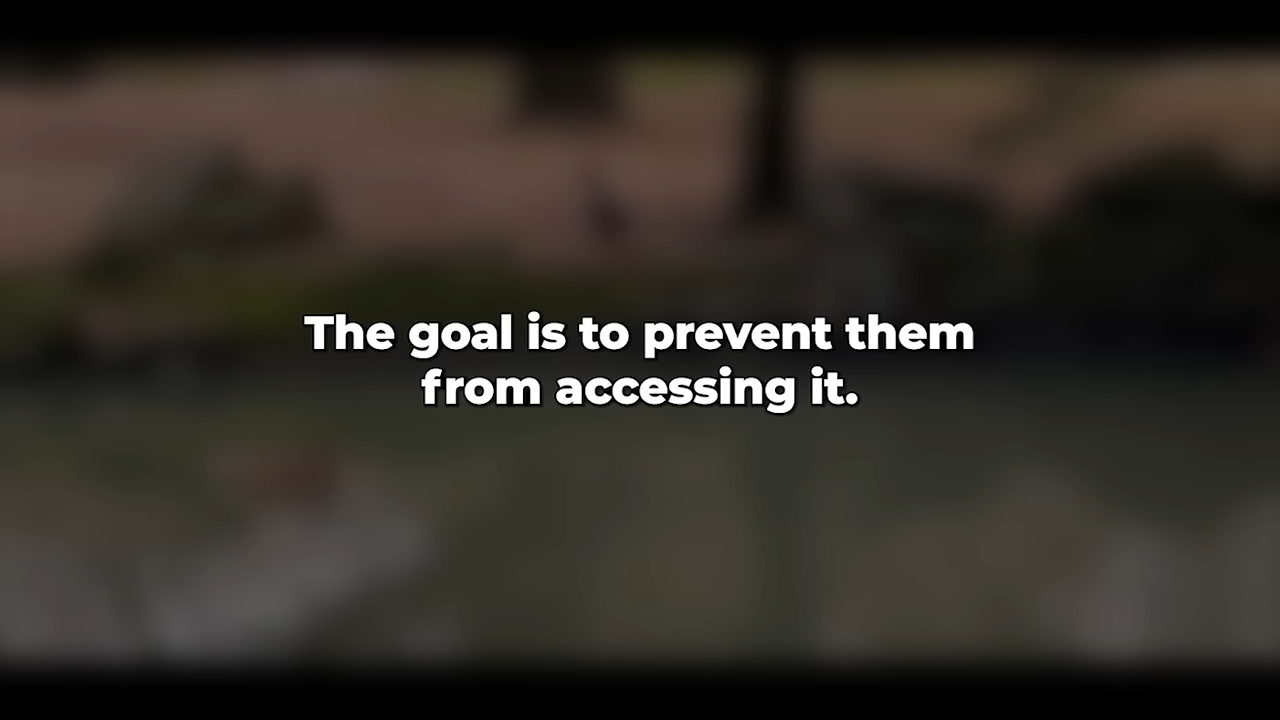 The goal is to prevent them
from accessing it.